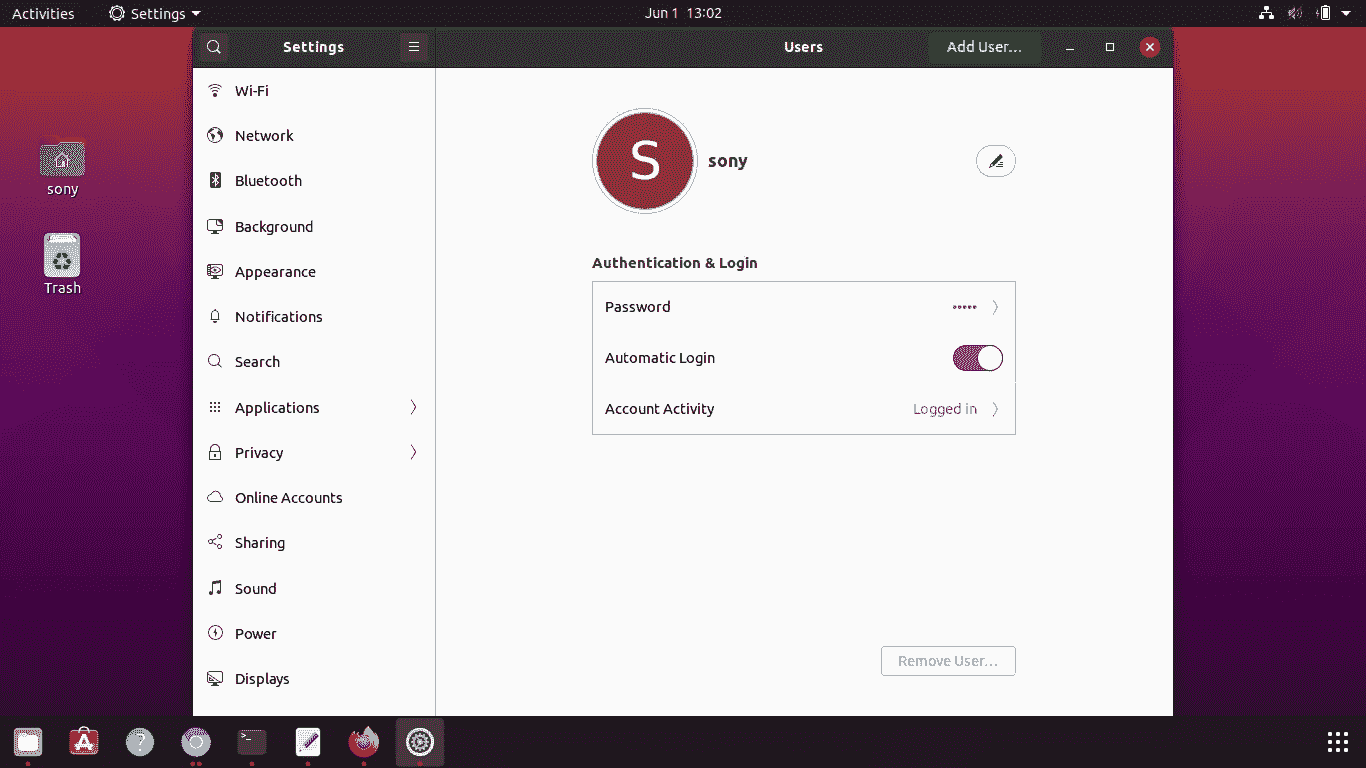 Activities
Settings
Jun 1 13:02
Settings
Users
Add User...
sony
Trash
Wi-Fi
Network
Bluetooth
Background
Appearance
Notifications
Search
Applications
Privacy
Online Accounts
Sharing
Sound
Power
Displays
S
sony
Authentication & Login
Password
Automatic Login
Account Activity
Logged in
Remove User...